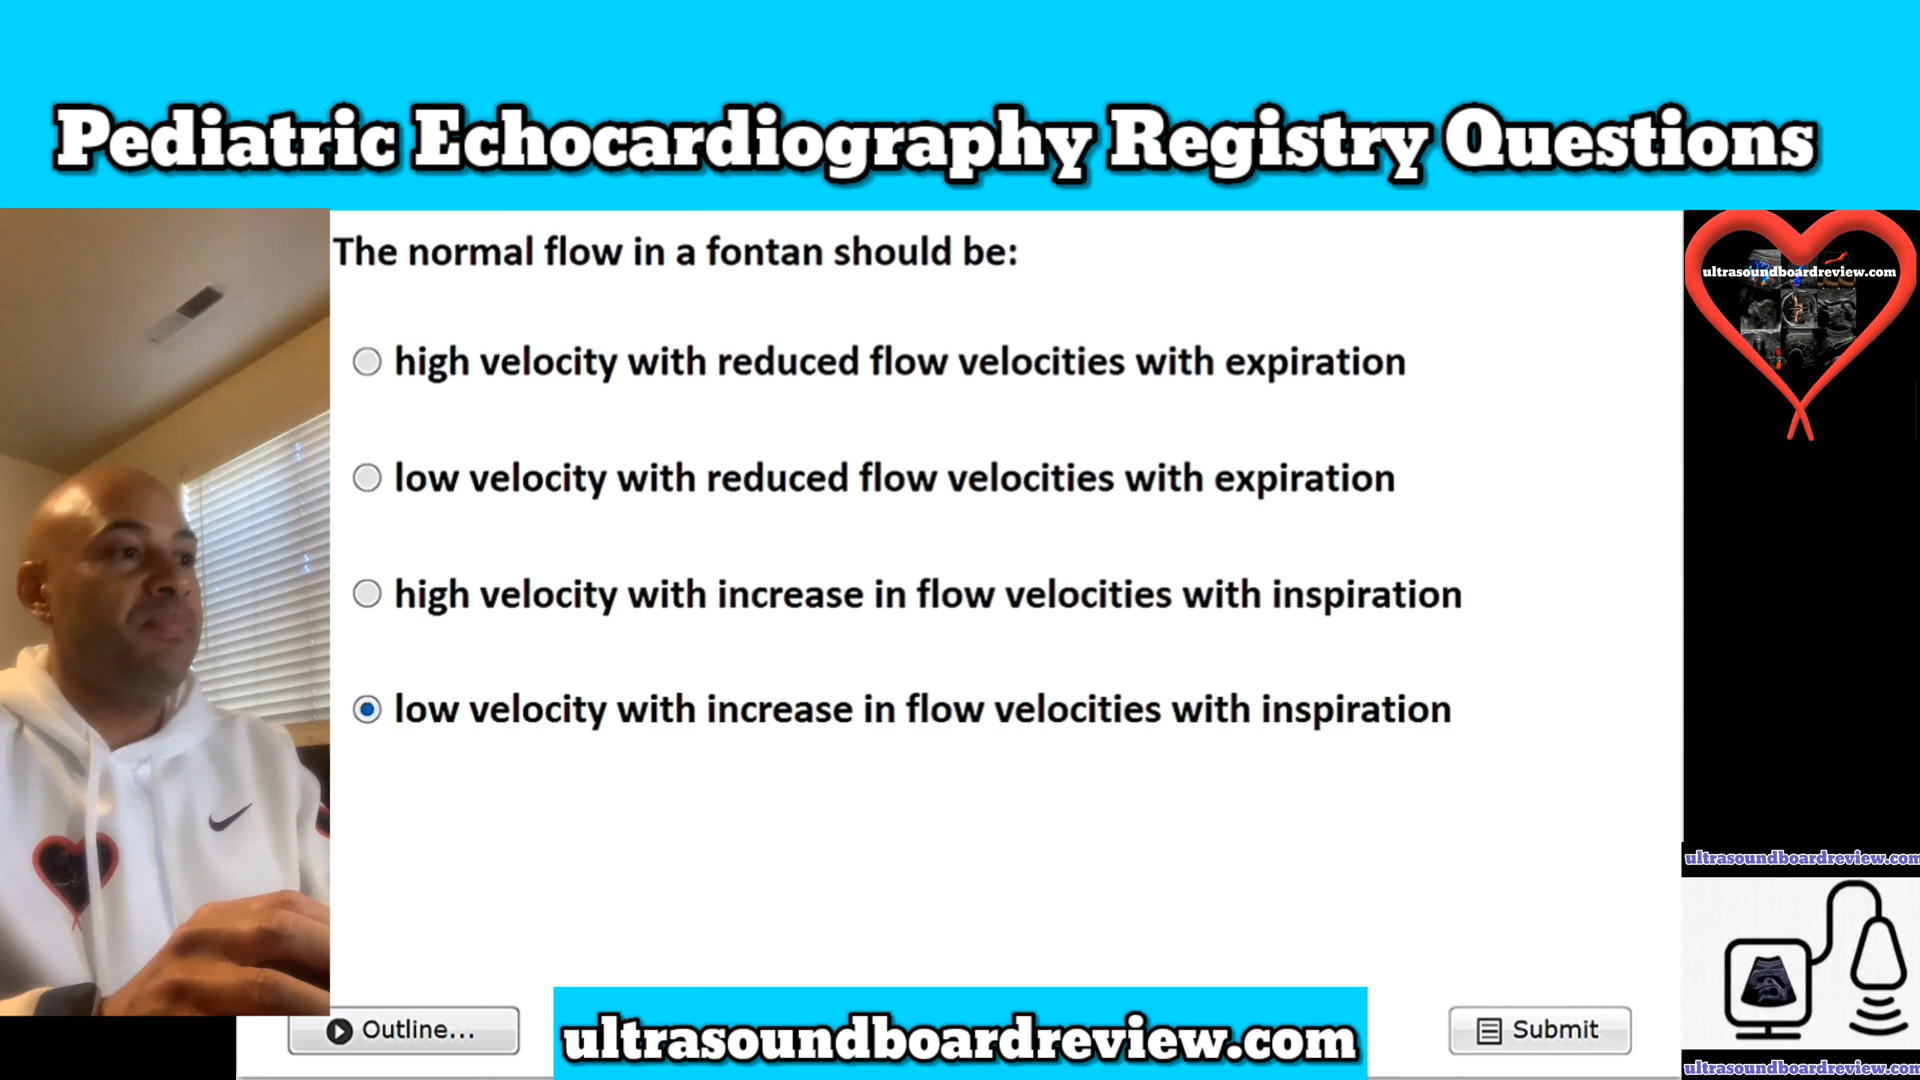 Pediatric Echocardiography Registry Questions
The normal flow in a fontan should be:
high velocity with reduced flow velocities with expiration
low velocity with reduced flow velocities with expiration
high velocity with increase in flow velocities with inspiration
low velocity with increase in flow velocities with inspiration
Outline...
ultrasoundboardreview.com
Submit
ultrasoundboardreview.com
ultrasoundboardreview.com
ultrasoundboardreview.com